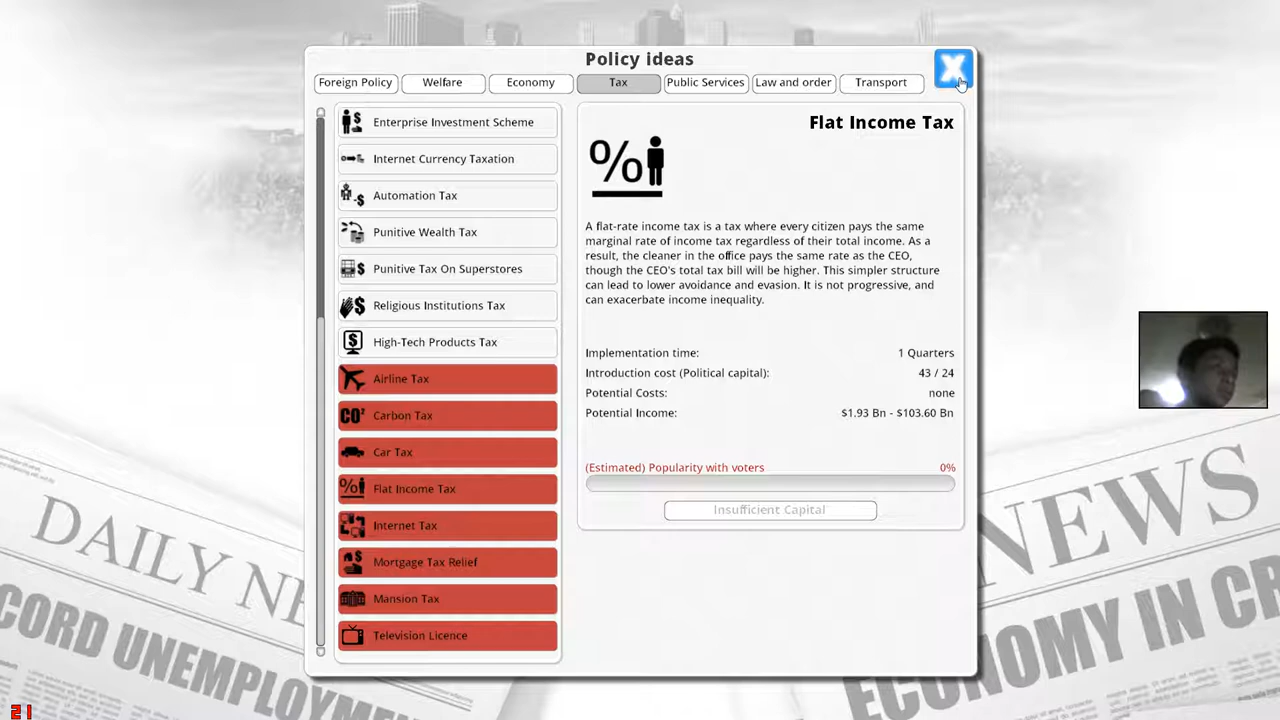 Policy ideas
Foreign Policy
Welfare
Economy
Tax
Public Services
Law and order
Transport
X
Enterprise Investment Scheme
Internet Currency Taxation
Automation Tax
Punitive Wealth Tax
Punitive Tax On Superstores
Religious Institutions Tax
High-Tech Products Tax
Airline Tax
CO² Carbon Tax
Car Tax
Flat Income Tax
Internet Tax
Mortgage Tax Relief
Mansion Tax
Television Licence
Flat Income Tax
%
A flat-rate income tax is a tax where every citizen pays the same
marginal rate of income tax regardless of their total income. As a
result, the cleaner in the office pays the same rate as the CEO,
though the CEO's total tax bill will be higher. This simpler structure
can lead to lower avoidance and evasion. It is not progressive, and
can exacerbate income inequality.
Implementation time: 1 Quarters
Introduction cost (Political capital): 43 / 24
Potential Costs: none
Potential Income: $1.93 Bn - $103.60 Bn
(Estimated) Popularity with voters 0%
Insufficient Capital
DAILY NE
CORD UNEMPLOYM
NEWS
ECONOMY IN CR
21